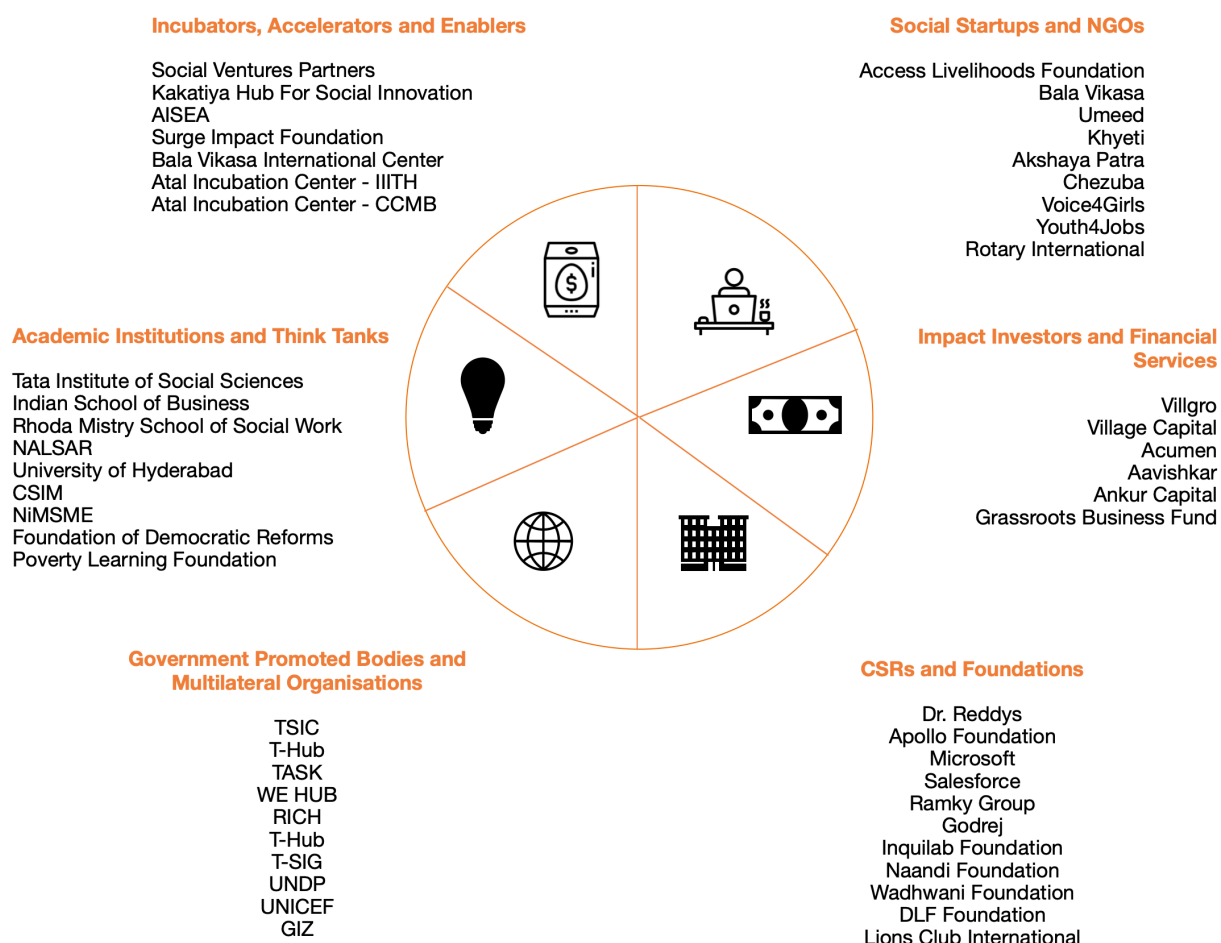 Incubators, Accelerators and Enablers
Social Ventures Partners
Kakatiya Hub For Social Innovation
AISEA
Surge Impact Foundation
Bala Vikasa International Center
Atal Incubation Center - IIITH
Atal Incubation Center - CCMB
Social Startups and NGOs
Access Livelihoods Foundation
Bala Vikasa
Umeed
Khyeti
Akshaya Patra
Chezuba
Voice4Girls
Youth4Jobs
Rotary International
Academic Institutions and Think Tanks
Tata Institute of Social Sciences
Indian School of Business
Rhoda Mistry School of Social Work
NALSAR
University of Hyderabad
CSIM
NiMSME
Foundation of Democratic Reforms
Poverty Learning Foundation
$
Impact Investors and Financial
Services
Villgro
Village Capital
Acumen
Aavishkar
Ankur Capital
Grassroots Business Fund
Government Promoted Bodies and
Multilateral Organisations
TSIC
T-Hub
TASK
WE HUB
RICH
T-Hub
T-SIG
UNDP
UNICEF
GIZ
CSRs and Foundations
Dr. Reddys
Apollo Foundation
Microsoft
Salesforce
Ramky Group
Godrej
Inquilab Foundation
Naandi Foundation
Wadhwani Foundation
DLF Foundation
Lions Club International